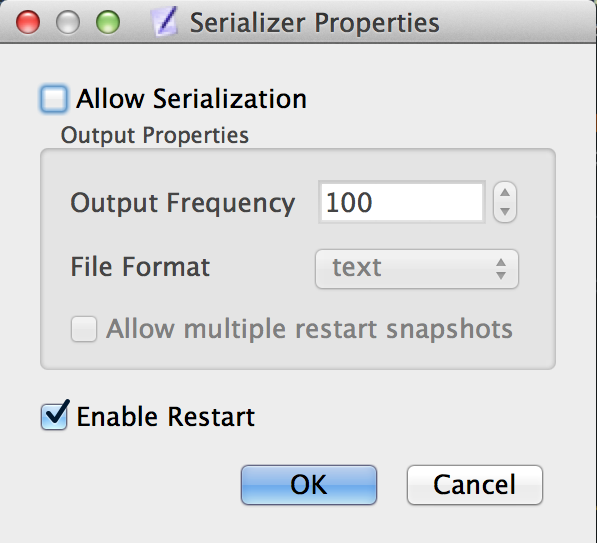 Serializer Properties
Allow Serialization
Output Properties
Output Frequency 100
File Format text
Allow multiple restart snapshots
Enable Restart
OK Cancel